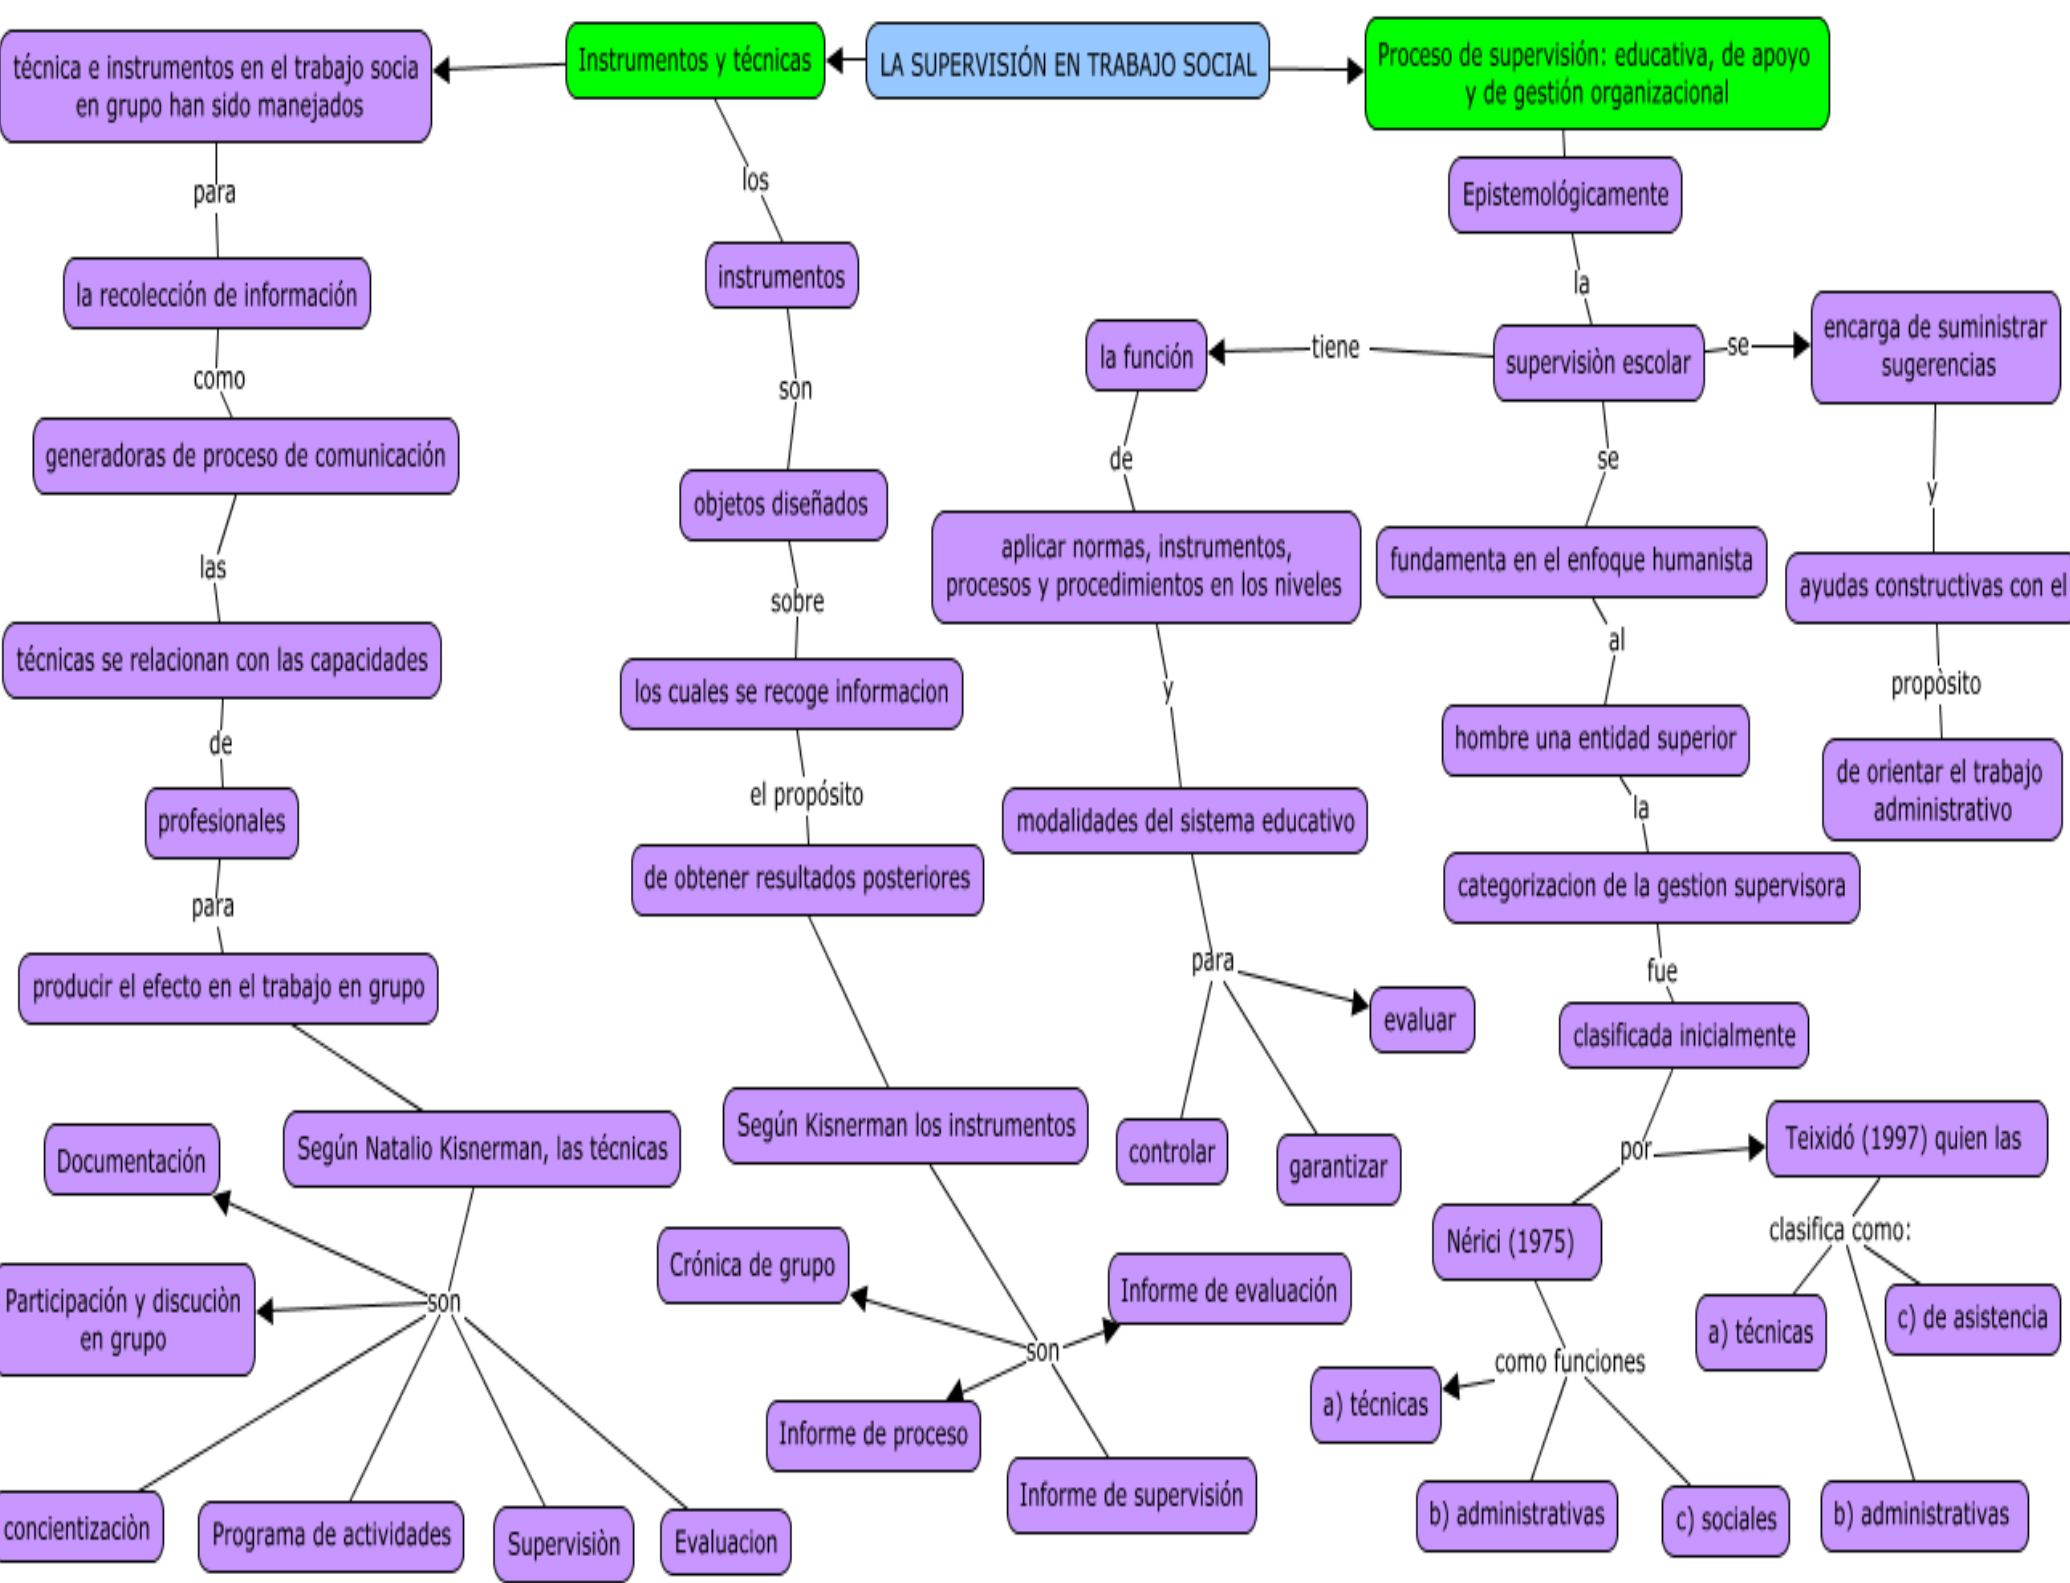 LA SUPERVISIÓN EN TRABAJO SOCIAL
Instrumentos y técnicas
técnica e instrumentos en el trabajo socia
en grupo han sido manejados
para
la recolección de información
como
generadoras de proceso de comunicación
las
técnicas se relacionan con las capacidades
de
profesionales
para
producir el efecto en el trabajo en grupo
Según Natalio Kisnerman, las técnicas
son
Documentación
Participación y discuciòn
en grupo
concientizaciòn
Programa de actividades
Supervisiòn
Evaluacion
los
instrumentos
son
objetos diseñados
sobre
los cuales se recoge informacion
el propósito
de obtener resultados posteriores
Según Kisnerman los instrumentos
son
Crónica de grupo
Informe de evaluación
Informe de proceso
Informe de supervisión
Proceso de supervisión: educativa, de apoyo
y de gestión organizacional
Epistemológicamente
la
supervisiòn escolar
tiene
la función
de
aplicar normas, instrumentos,
procesos y procedimientos en los niveles
y
modalidades del sistema educativo
para
evaluar
controlar
garantizar
se
fundamenta en el enfoque humanista
al
hombre una entidad superior
la
categorizacion de la gestion supervisora
fue
clasificada inicialmente
por
Nérici (1975)
como funciones
a) técnicas
b) administrativas
c) sociales
Teixidó (1997) quien las
clasifica como:
a) técnicas
c) de asistencia
b) administrativas
se
encarga de suministrar
sugerencias
y
ayudas constructivas con el
propòsito
de orientar el trabajo
administrativo